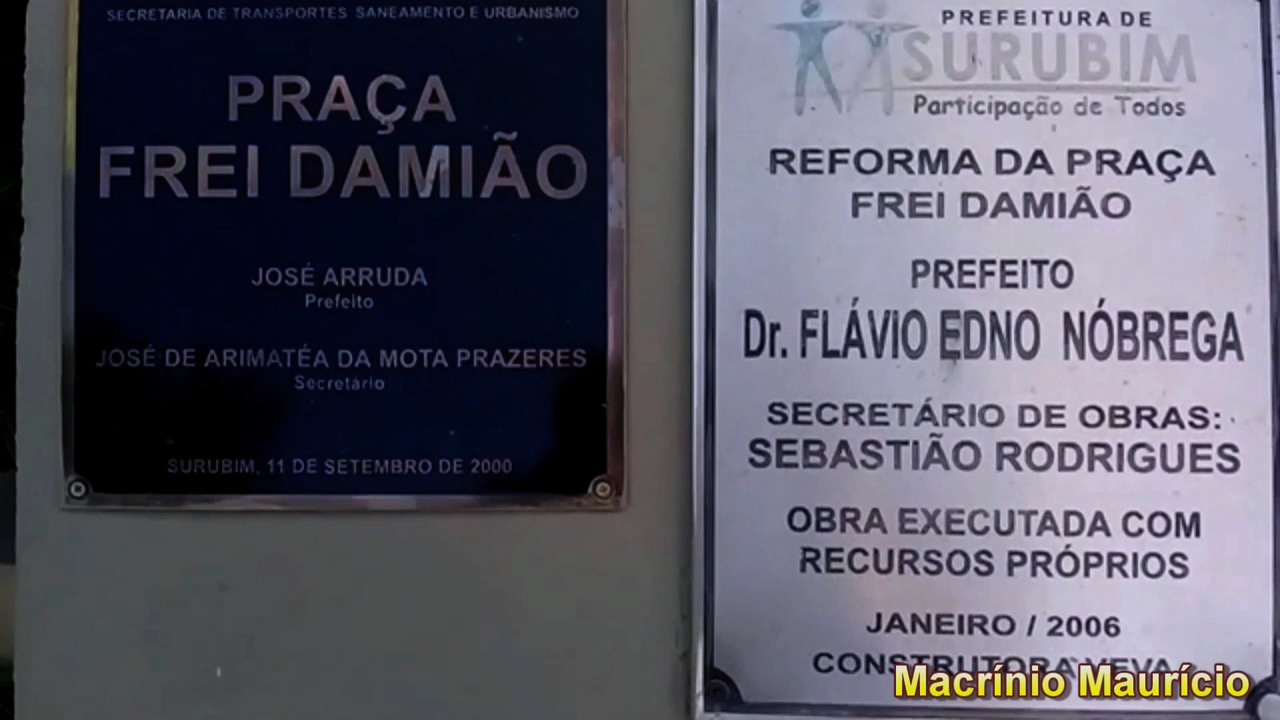 SECRETARIA DE TRANSPORTES SANEAMENTO E URBANISMO
PRAÇA
FREI DAMIÃO
JOSÉ ARRUDA
Prefeito
JOSÉ DE ARIMATÉA DA MOTA PRAZERES
Secretário
SURUBIM, 11 DE SETEMBRO DE 2000
PREFEITURA DE
SURUBIM
Participação de Todos
REFORMA DA PRAÇA
FREI DAMIÃO
PREFEITO
Dr. FLÁVIO EDNO NÓBREGA
SECRETÁRIO DE OBRAS:
SEBASTIÃO RODRIGUES
OBRA EXECUTADA COM
RECURSOS PRÓPRIOS
JANEIRO / 2006
CONSTRUTORA
Macrínio Maurício